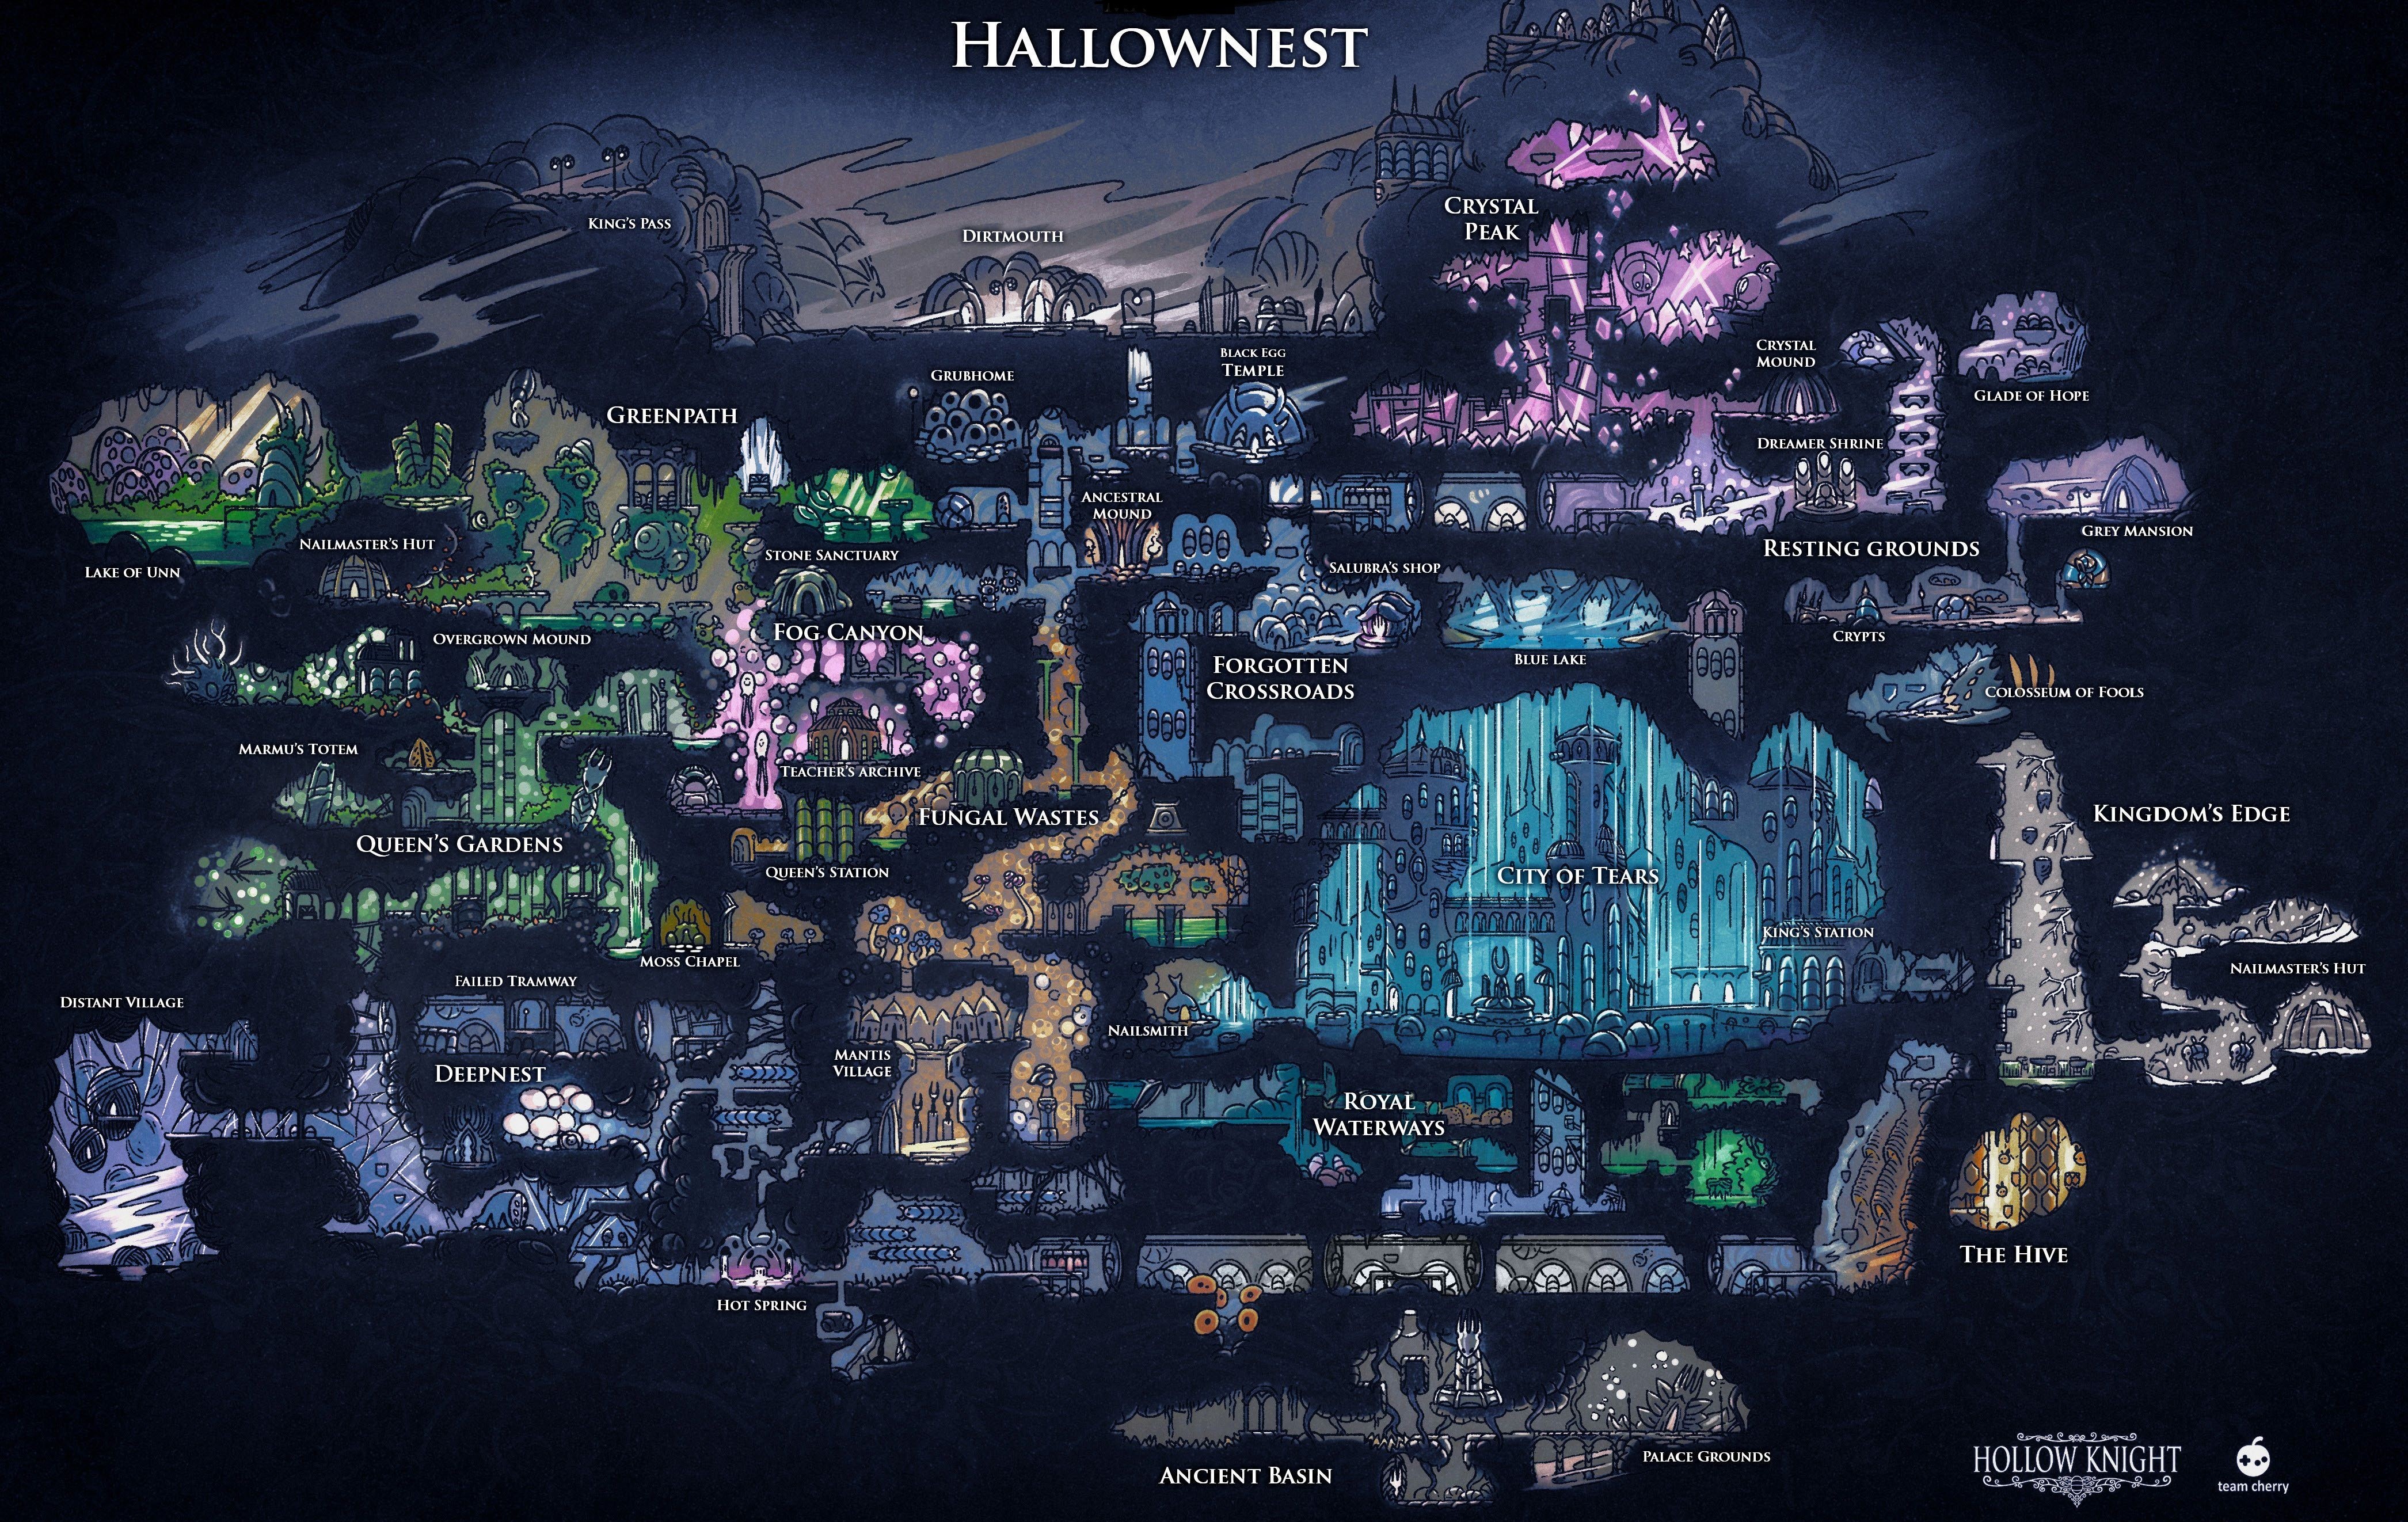 HALLOWNEST
KING'S PASS
DIRTMOUTH
CRYSTAL
PEAK
CRYSTAL
MOUND
BLACK EGG
TEMPLE
GRUBHOME
GLADE OF HOPE
GREENPATH
DREAMER SHRINE
ANCESTRAL
MOUND
GREY MANSION
NAILMASTER'S HUT
STONE SANCTUARY
RESTING GROUNDS
LAKE OF UNN
SALUBRA'S SHOP
OVERGROWN MOUND
FOG CANYON
CRYPTS
FORGOTTEN
CROSSROADS
BLUE LAKE
COLOSSEUM OF FOOLS
MARMU'S TOTEM
TEACHER'S ARCHIVE
FUNGAL WASTES
KINGDOM'S EDGE
QUEEN'S GARDENS
QUEEN'S STATION
CITY OF TEARS
KING'S STATION
MOSS CHAPEL
NAILMASTER'S HUT
FAILED TRAMWAY
DISTANT VILLAGE
NAILSMITH
MANTIS
VILLAGE
DEEPNEST
ROYAL
WATERWAYS
THE HIVE
HOT SPRING
PALACE GROUNDS
ANCIENT BASIN
HOLLOW KNIGHT
team cherry